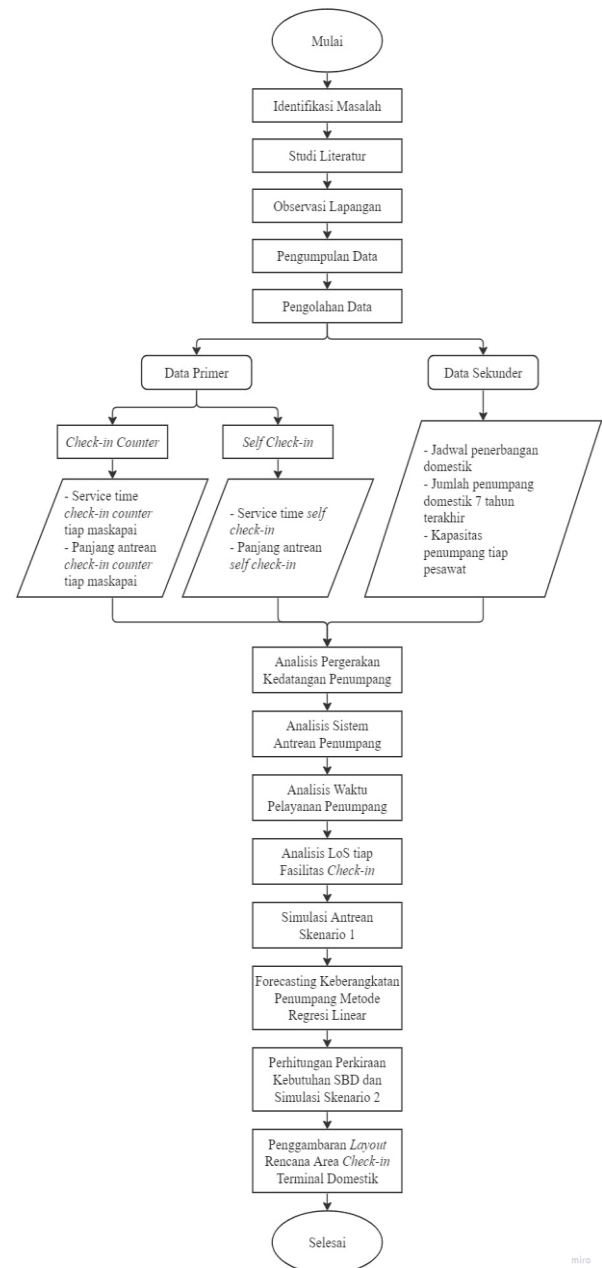 Mulai
Identifikasi Masalah
Studi Literatur
Observasi Lapangan
Pengumpulan Data
Pengolahan Data
Data Primer
Data Sekunder
Check-in Counter
Self Check-in
- Service time
check-in counter
tiap maskapai
- Panjang antrean
check-in counter
tiap maskapai
- Service time self
check-in
- Panjang antrean
self check-in
- Jadwal penerbangan
domestik
- Jumlah penumpang
domestik 7 tahun
terakhir
- Kapasitas
penumpang tiap
pesawat
Analisis Pergerakan
Kedatangan Penumpang
Analisis Sistem
Antrean Penumpang
Analisis Waktu
Pelayanan Penumpang
Analisis LoS tiap
Fasilitas Check-in
Simulasi Antrean
Skenario 1
Forecasting Keberangkatan
Penumpang Metode
Regresi Linear
Perhitungan Perkiraan
Kebutuhan SBD dan
Simulasi Skenario 2
Penggambaran Layout
Rencana Area Check-in
Terminal Domestik
Selesai
miro